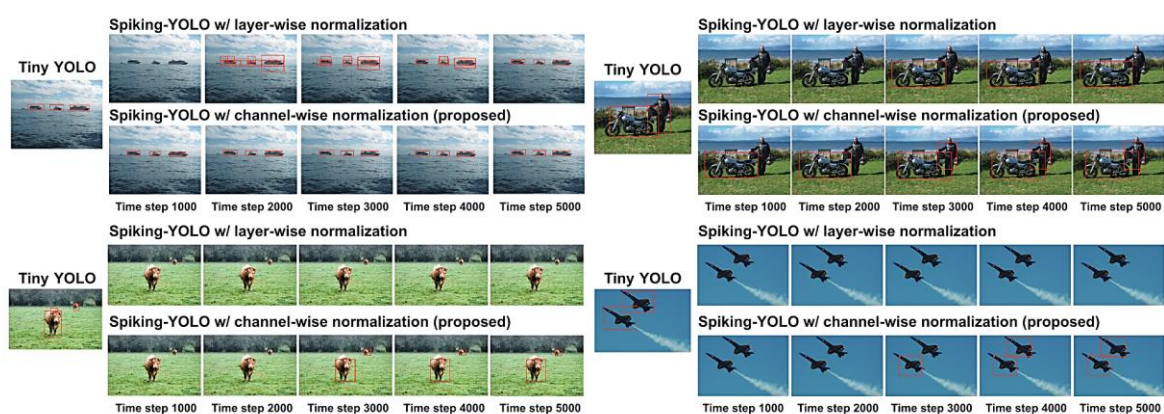 Spiking-YOLO w/ layer-wise normalization
Tiny YOLO
Spiking-YOLO w/ channel-wise normalization (proposed)
Time step 1000 Time step 2000 Time step 3000 Time step 4000 Time step 5000
Spiking-YOLO w/ layer-wise normalization
Tiny YOLO
Spiking-YOLO w/ channel-wise normalization (proposed)
Time step 1000 Time step 2000 Time step 3000 Time step 4000 Time step 5000
Spiking-YOLO w/ layer-wise normalization
Tiny YOLO
Spiking-YOLO w/ channel-wise normalization (proposed)
Time step 1000 Time step 2000 Time step 3000 Time step 4000 Time step 5000
Spiking-YOLO w/ layer-wise normalization
Tiny YOLO
Spiking-YOLO w/ channel-wise normalization (proposed)
Time step 1000 Time step 2000 Time step 3000 Time step 4000 Time step 5000